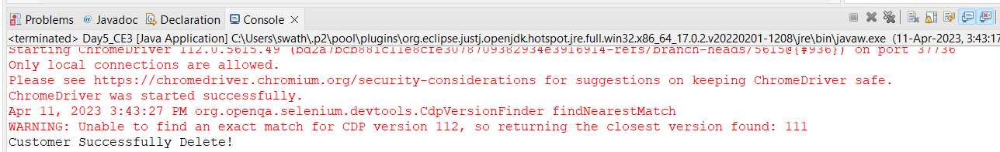 Problems @ Javadoc Declaration Console
<terminated> Day5_CE3 [Java Application] C:\Users\swath\.p2\pool\plugins\org.eclipse.justj.openjdk.hotspot.jre.full.win32.x86_64_17.0.2.v20220201-1208\jre\bin\javaw.exe (11-Apr-2023, 3:43:17
Starting ChromeDriver 112.0.5615.49 (bd2a7bcb881c11e8cfe3078709382934e3916914-refs/branch-heads/5615@{#936}) on port 37736
Only local connections are allowed.
Please see https://chromedriver.chromium.org/security-considerations for suggestions on keeping ChromeDriver safe.
ChromeDriver was started successfully.
Apr 11, 2023 3:43:27 PM org.openqa.selenium.devtools.CdpVersionFinder findNearestMatch
WARNING: Unable to find an exact match for CDP version 112, so returning the closest version found: 111
Customer Successfully Delete!